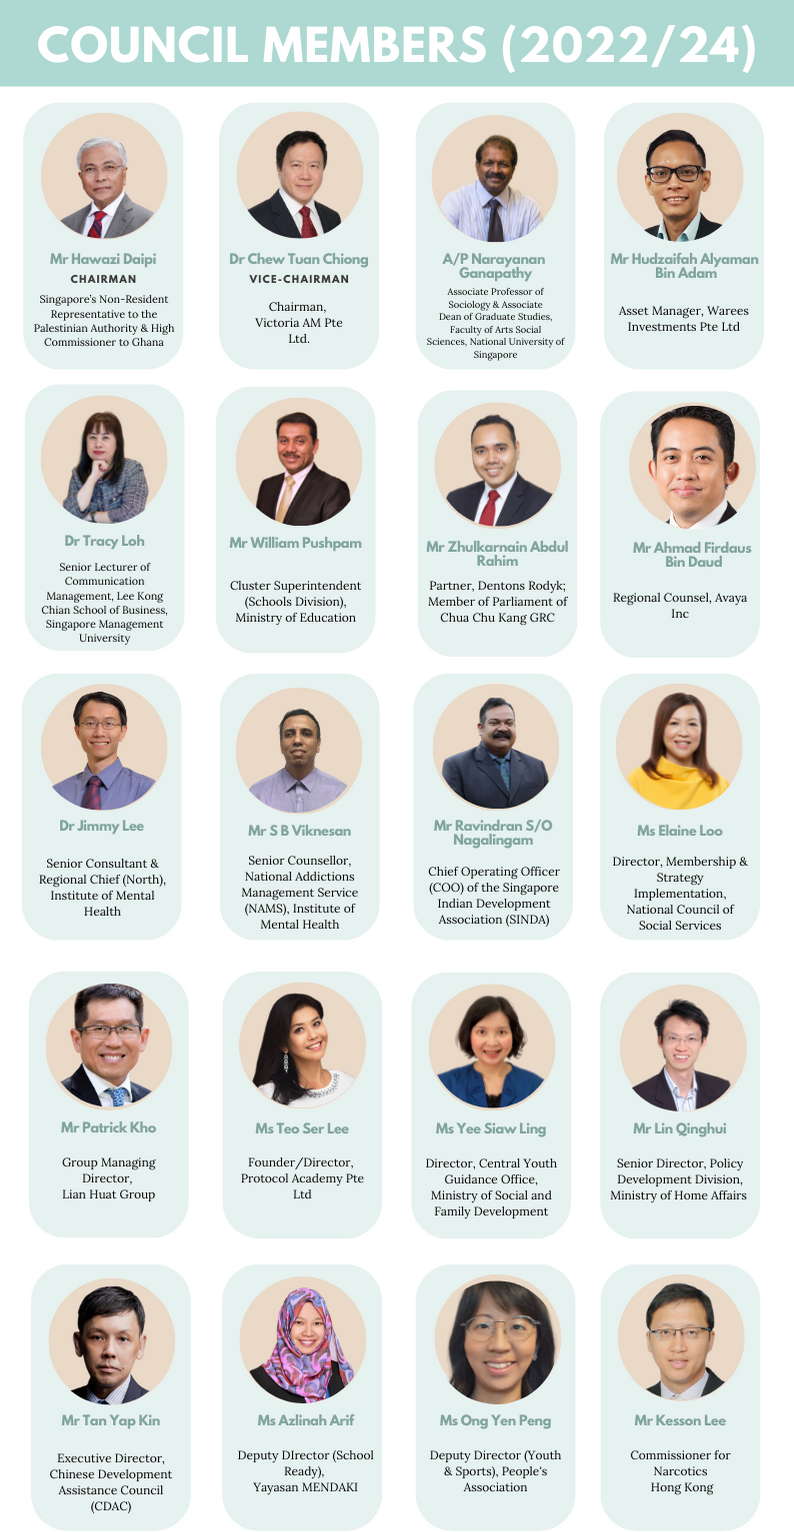 COUNCIL MEMBERS (2022/24)
Mr Hawazi Daipi
CHAIRMAN
Singapore's Non-Resident
Representative to the
Palestinian Authority & High
Commissioner to Ghana
Dr Chew Tuan Chiong
VICE-CHAIRMAN
Chairman,
Victoria AM Pte
Ltd.
A/P Narayanan
Ganapathy
Associate Professor of
Sociology & Associate
Dean of Graduate Studies,
Faculty of Arts Social
Sciences, National University of
Singapore
Mr Hudzaifah Alyaman
Bin Adam
Asset Manager, Warees
Investments Pte Ltd
Dr Tracy Loh
Senior Lecturer of
Communication
Management, Lee Kong
Chian School of Business,
Singapore Management
University
Mr William Pushpam
Cluster Superintendent
(Schools Division),
Ministry of Education
Mr Zhulkarnain Abdul
Rahim
Partner, Dentons Rodyk;
Member of Parliament of
Chua Chu Kang GRC
Mr Ahmad Firdaus
Bin Daud
Regional Counsel, Avaya
Inc
Dr Jimmy Lee
Senior Consultant &
Regional Chief (North),
Institute of Mental
Health
Mr S B Viknesan
Senior Counsellor,
National Addictions
Management Service
(NAMS), Institute of
Mental Health
Mr Ravindran S/O
Nagalingam
Chief Operating Officer
(COO) of the Singapore
Indian Development
Association (SINDA)
Ms Elaine Loo
Director, Membership &
Strategy
Implementation,
National Council of
Social Services
Mr Patrick Kho
Group Managing
Director,
Lian Huat Group
Ms Teo Ser Lee
Founder/Director,
Protocol Academy Pte
Ltd
Ms Yee Siaw Ling
Director, Central Youth
Guidance Office,
Ministry of Social and
Family Development
Mr Lin Qinghui
Senior Director, Policy
Development Division,
Ministry of Home Affairs
Mr Tan Yap Kin
Executive Director,
Chinese Development
Assistance Council
(CDAC)
Ms Azlinah Arif
Deputy DIrector (School
Ready),
Yayasan MENDAKI
Ms Ong Yen Peng
Deputy Director (Youth
& Sports), People's
Association
Mr Kesson Lee
Commissioner for
Narcotics
Hong Kong